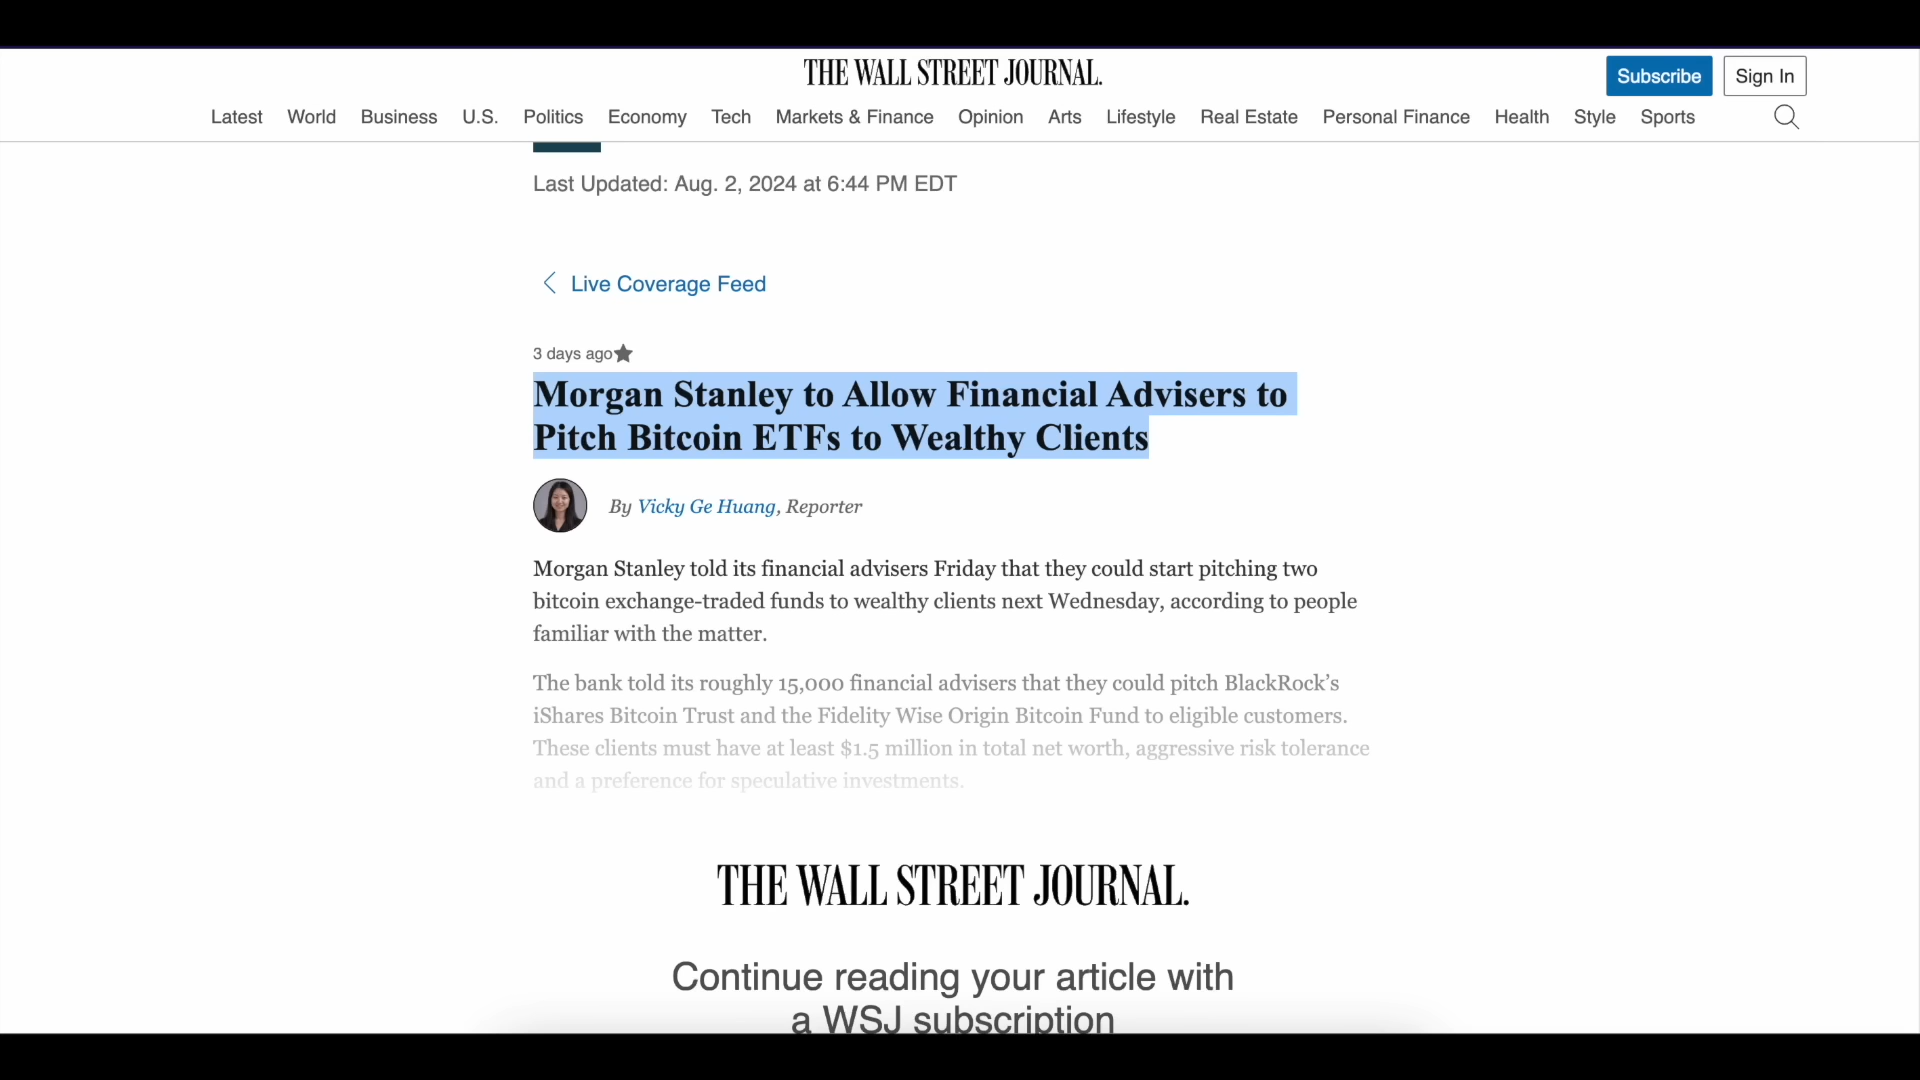 THE WALL STREET JOURNAL.
Subscribe
Sign In
Latest World Business U.S. Politics Economy Tech Markets & Finance Opinion Arts Lifestyle Real Estate Personal Finance Health Style Sports
Last Updated: Aug. 2, 2024 at 6:44 PM EDT
Live Coverage Feed
3 days ago
Morgan Stanley to Allow Financial Advisers to
Pitch Bitcoin ETFs to Wealthy Clients
By Vicky Ge Huang, Reporter
Morgan Stanley told its financial advisers Friday that they could start pitching two
bitcoin exchange-traded funds to wealthy clients next Wednesday, according to people
familiar with the matter.
The bank told its roughly 15,000 financial advisers that they could pitch BlackRock’s
iShares Bitcoin Trust and the Fidelity Wise Origin Bitcoin Fund to eligible customers.
These clients must have at least $1.5 million in total net worth, aggressive risk tolerance
and a preference for speculative investments.
THE WALL STREET JOURNAL.
Continue reading your article with
a WSJ subscription